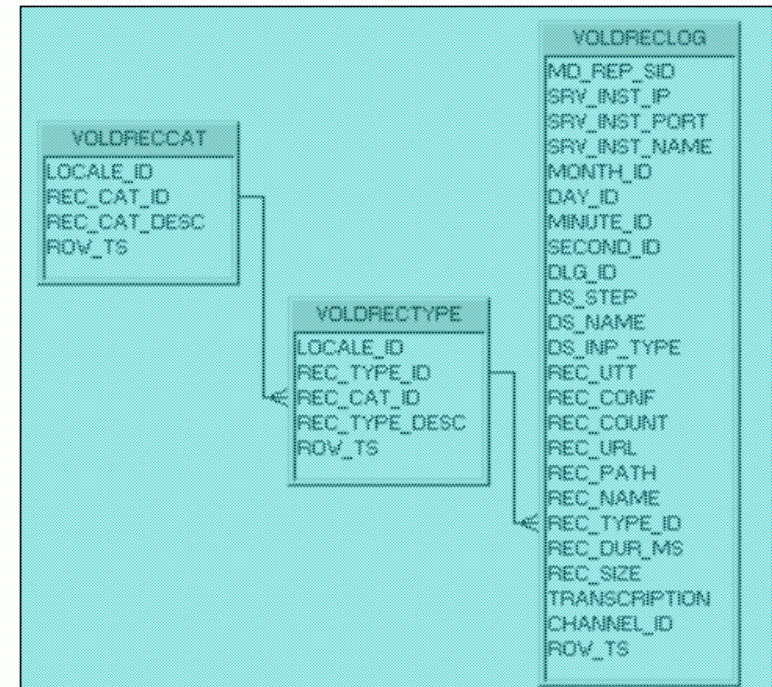 VOLDRECCAT
LOCALE_ID
REC_CAT_ID
REC_CAT_DESC
ROW_TS
VOLDRECTYPE
LOCALE_ID
REC_TYPE_ID
REC_CAT_ID
REC_TYPE_DESC
ROW_TS
VOLDRECLOG
MD_REP_SID
SRV_INST_IP
SRV_INST_PORT
SRV_INST_NAME
MONTH_ID
DAY_ID
MINUTE_ID
SECOND_ID
DLG_ID
DS_STEP
DS_NAME
DS_INP_TYPE
REC_UTT
REC_CONF
REC_COUNT
REC_URL
REC_PATH
REC_NAME
REC_TYPE_ID
REC_DUR_MS
REC_SIZE
TRANSCRIPTION
CHANNEL_ID
ROW_TS